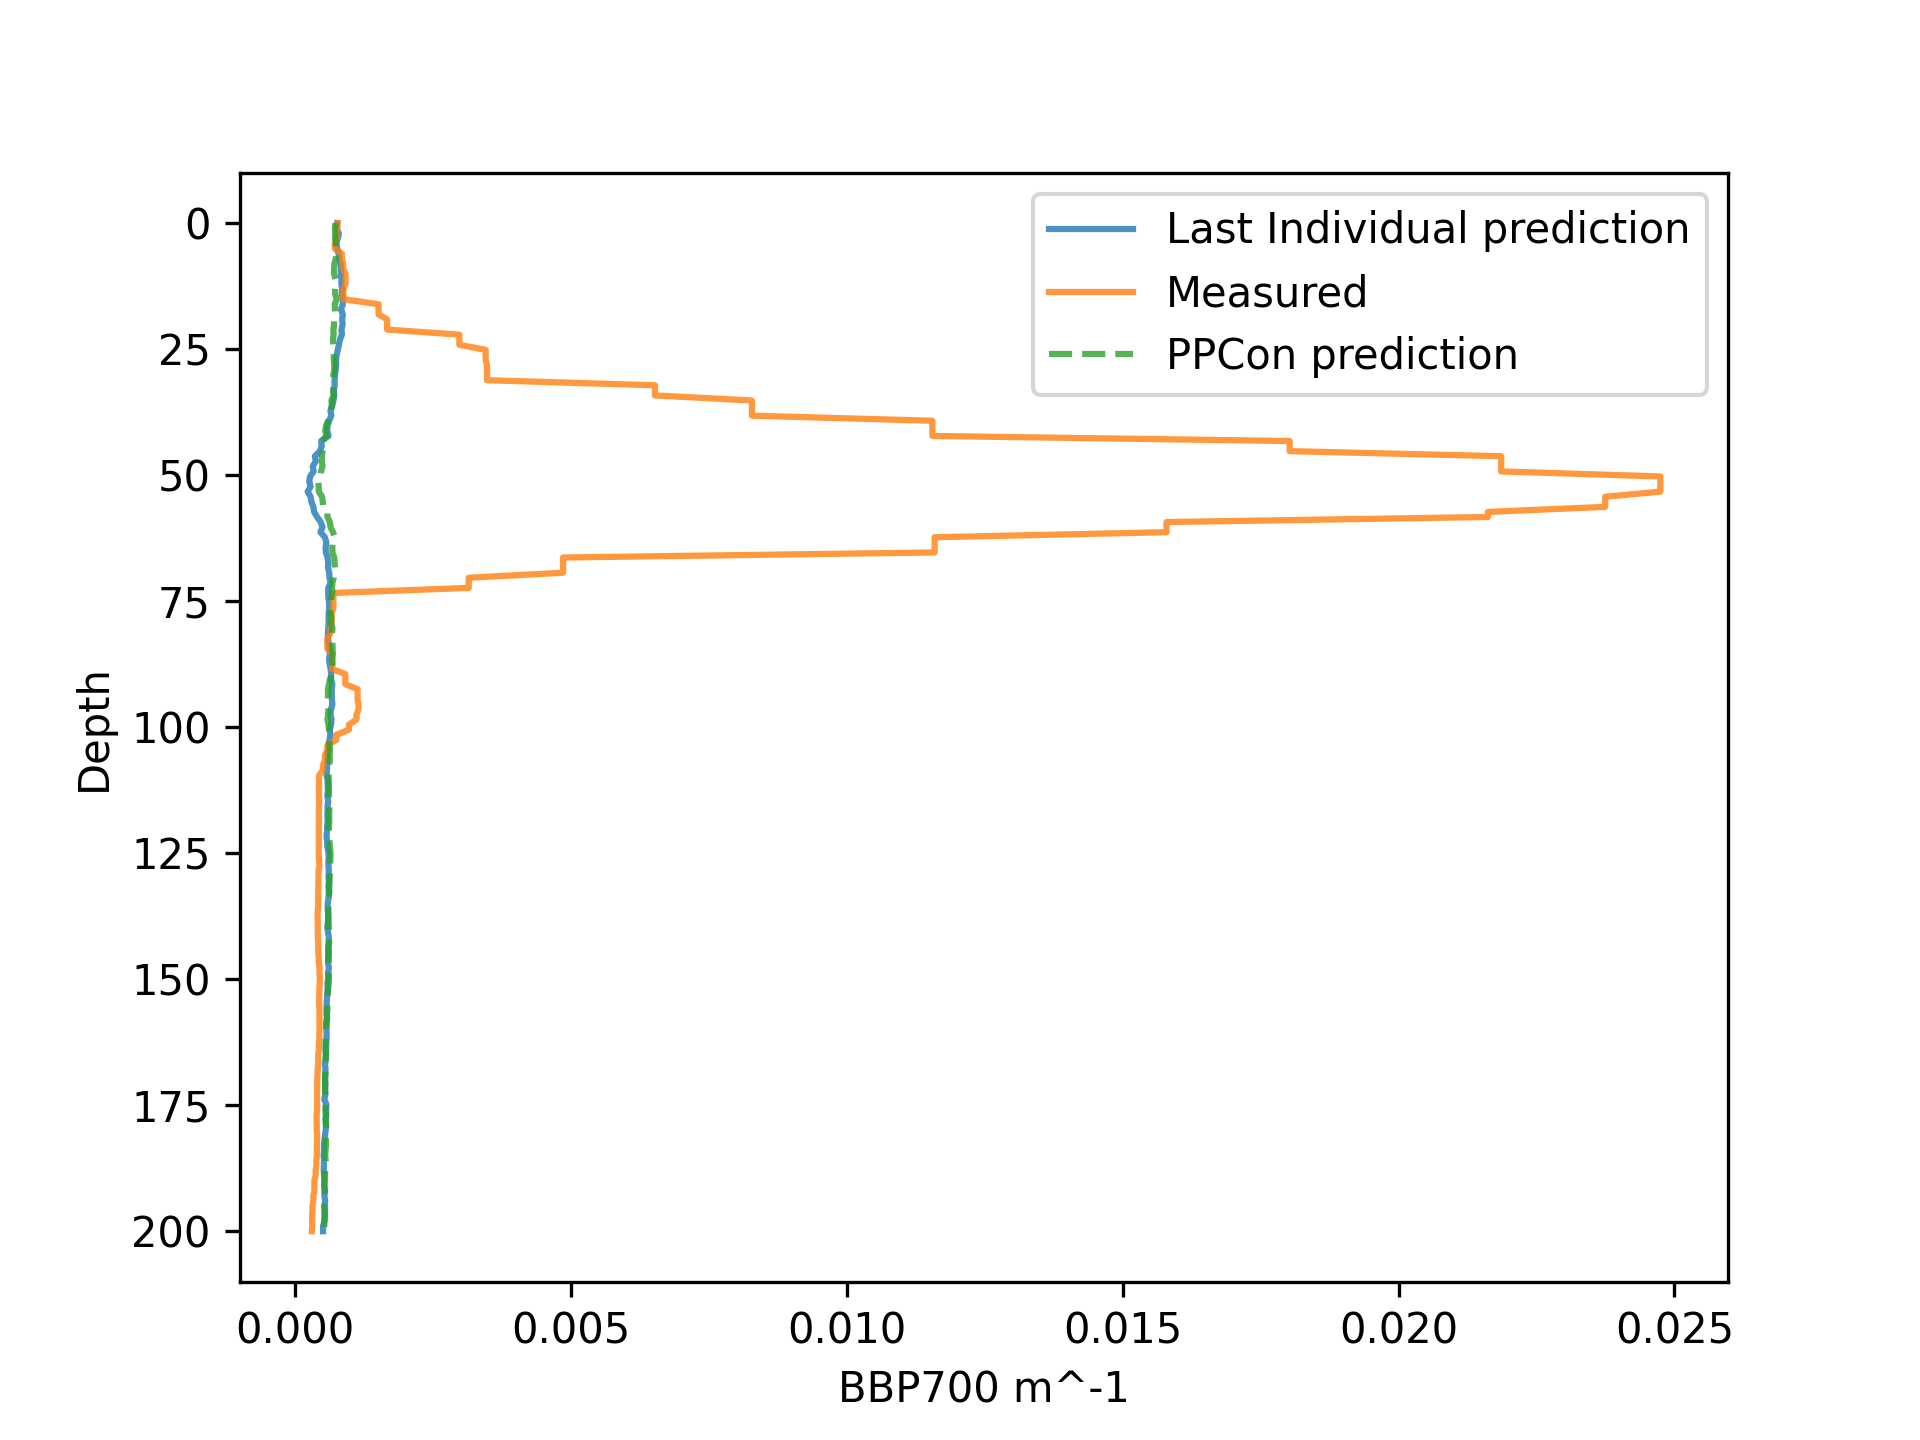 Last Individual prediction
Measured
PPCon prediction
0
25
50
75
100
125
150
175
200
Depth
0.000 0.005 0.010 0.015 0.020 0.025
BBP700 m^-1